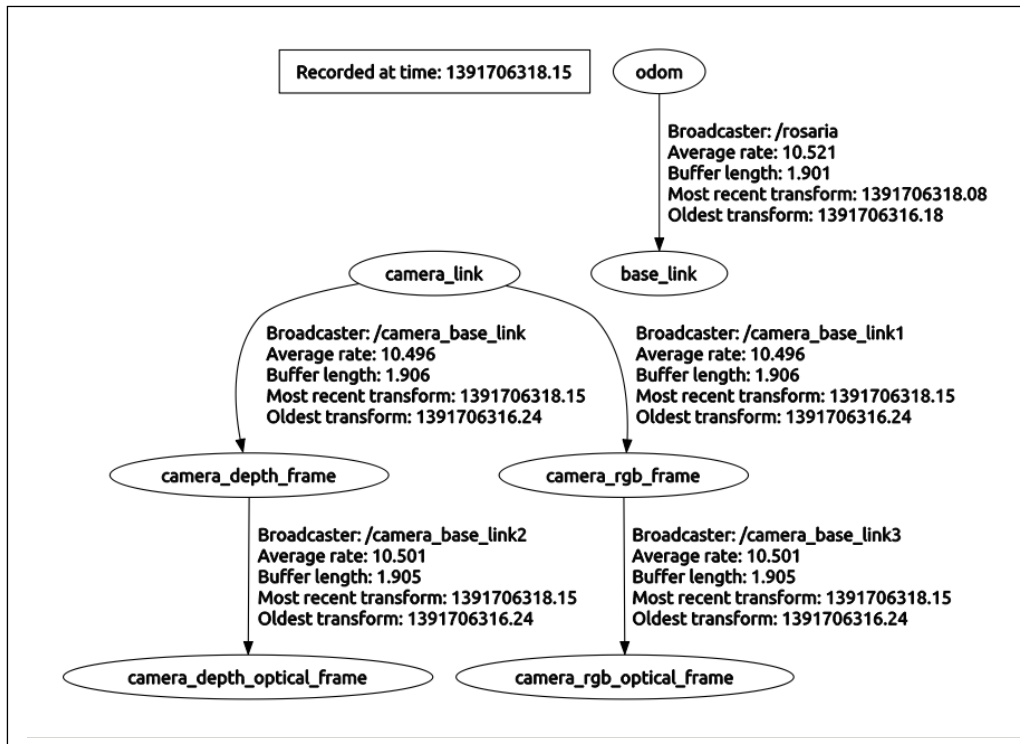 Recorded at time: 1391706318.15
odom
Broadcaster: /rosaria
Average rate: 10.521
Buffer length: 1.901
Most recent transform: 1391706318.08
Oldest transform: 1391706316.18
camera_link
base_link
Broadcaster: /camera_base_link
Average rate: 10.496
Buffer length: 1.906
Most recent transform: 1391706318.15
Oldest transform: 1391706316.24
Broadcaster: /camera_base_link1
Average rate: 10.496
Buffer length: 1.906
Most recent transform: 1391706318.15
Oldest transform: 1391706316.24
camera_depth_frame
camera_rgb_frame
Broadcaster: /camera_base_link2
Average rate: 10.501
Buffer length: 1.905
Most recent transform: 1391706318.15
Oldest transform: 1391706316.24
Broadcaster: /camera_base_link3
Average rate: 10.501
Buffer length: 1.905
Most recent transform: 1391706318.15
Oldest transform: 1391706316.24
camera_depth_optical_frame
camera_rgb_optical_frame